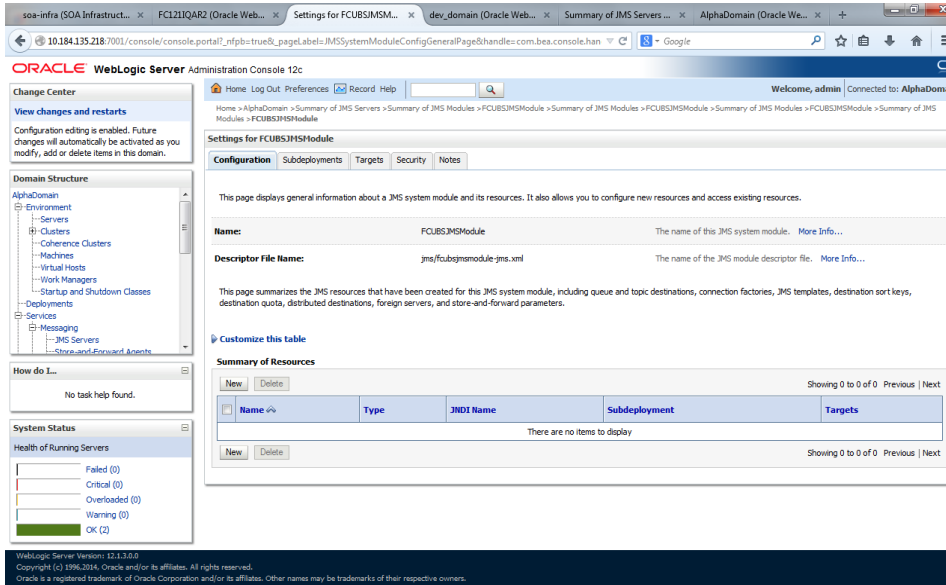 soa-infra (SOA Infrastruct... × FC121IQAR2 (Oracle Web... × Settings for FCUBSJMSM... × dev_domain (Oracle Web... × Summary of JMS Servers ... × AlphaDomain (Oracle We... × +
10.184.135.218:7001/console/console.portal?_nfpb=true&_pageLabel=JMSSystemModuleConfigGeneralPage&handle=com.bea.console.han Google
ORACLE WebLogic Server Administration Console 12c
Change Center
View changes and restarts
Configuration editing is enabled. Future
changes will automatically be activated as you
modify, add or delete items in this domain.
Domain Structure
AlphaDomain
Environment
Servers
Clusters
Coherence Clusters
Machines
Virtual Hosts
Work Managers
Startup and Shutdown Classes
Deployments
Services
Messaging
JMS Servers
Store-and-Forward Agents
How do I...
No task help found.
System Status
Health of Running Servers
Failed (0)
Critical (0)
Overloaded (0)
Warning (0)
OK (2)
Home Log Out Preferences Record Help Welcome, admin Connected to: AlphaDoma
Home >AlphaDomain >Summary of JMS Servers >Summary of JMS Modules >FCUBSJMSModule >Summary of JMS Modules >FCUBSJMSModule >Summary of JMS Modules >FCUBSJMSModule >Summary of JMS
Modules >FCUBSJMSModule
Settings for FCUBSJMSModule
Configuration Subdeployments Targets Security Notes
This page displays general information about a JMS system module and its resources. It also allows you to configure new resources and access existing resources.
Name: FCUBSJMSModule The name of this JMS system module. More Info...
Descriptor File Name: jms/fcubsjmsmodule-jms.xml The name of the JMS module descriptor file. More Info...
This page summarizes the JMS resources that have been created for this JMS system module, including queue and topic destinations, connection factories, JMS templates, destination sort keys,
destination quota, distributed destinations, foreign servers, and store-and-forward parameters.
Customize this table
Summary of Resources
New Delete Showing 0 to 0 of 0 Previous | Next
Name Type JNDI Name Subdeployment Targets
There are no items to display
New Delete Showing 0 to 0 of 0 Previous | Next
WebLogic Server Version: 12.1.3.0.0
Copyright (c) 1996,2014, Oracle and/or its affiliates. All rights reserved.
Oracle is a registered trademark of Oracle Corporation and/or its affiliates. Other names may be trademarks of their respective owners.